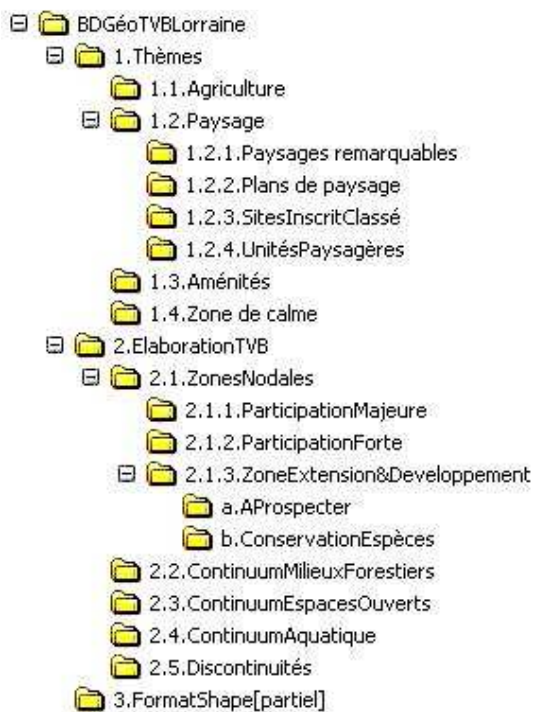 BDGéoTVBLorraine
1.Thèmes
1.1.Agriculture
1.2.Paysage
1.2.1.Paysages remarquables
1.2.2.Plans de paysage
1.2.3.SitesInscritClassé
1.2.4.UnitésPaysagères
1.3.Aménités
1.4.Zone de calme
2.ElaborationTVB
2.1.ZonesNodales
2.1.1.ParticipationMajeure
2.1.2.ParticipationForte
2.1.3.ZoneExtension&Developpement
a.AProspecter
b.ConservationEspèces
2.2.ContinuumMilieuxForestiers
2.3.ContinuumEspacesOuverts
2.4.ContinuumAquatique
2.5.Discontinuités
3.FormatShape[partiel]